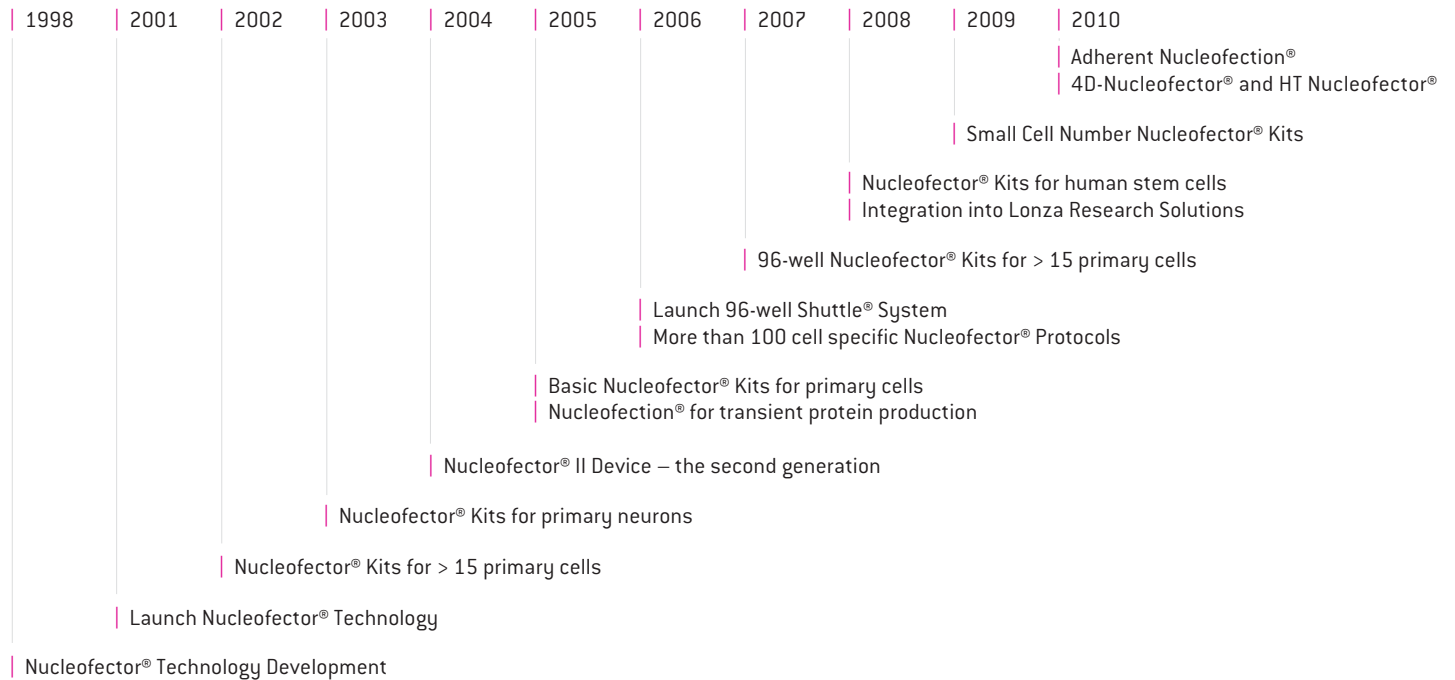 1998 2001 2002 2003 2004 2005 2006 2007 2008 2009 2010
Adherent Nucleofection®
4D-Nucleofector® and HT Nucleofector®
Small Cell Number Nucleofector® Kits
Nucleofector® Kits for human stem cells
Integration into Lonza Research Solutions
96-well Nucleofector® Kits for > 15 primary cells
Launch 96-well Shuttle® System
More than 100 cell specific Nucleofector® Protocols
Basic Nucleofector® Kits for primary cells
Nucleofection® for transient protein production
Nucleofector® II Device – the second generation
Nucleofector® Kits for primary neurons
Nucleofector® Kits for > 15 primary cells
Launch Nucleofector® Technology
Nucleofector® Technology Development